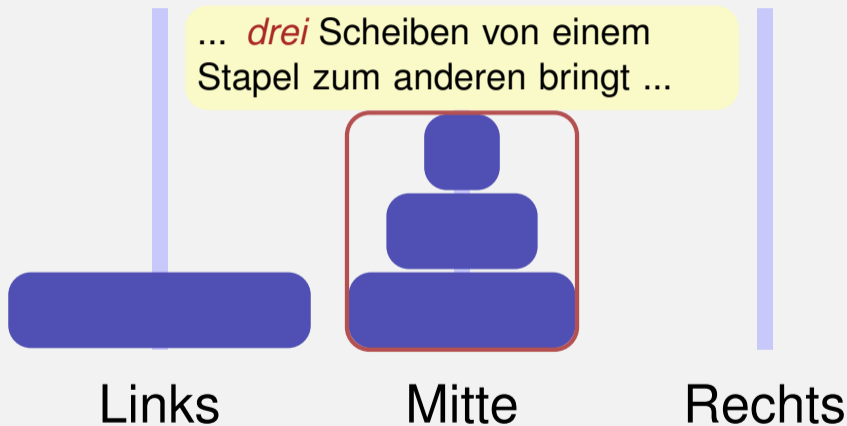 ... drei Scheiben von einem
Stapel zum anderen bringt ...
Links Mitte Rechts